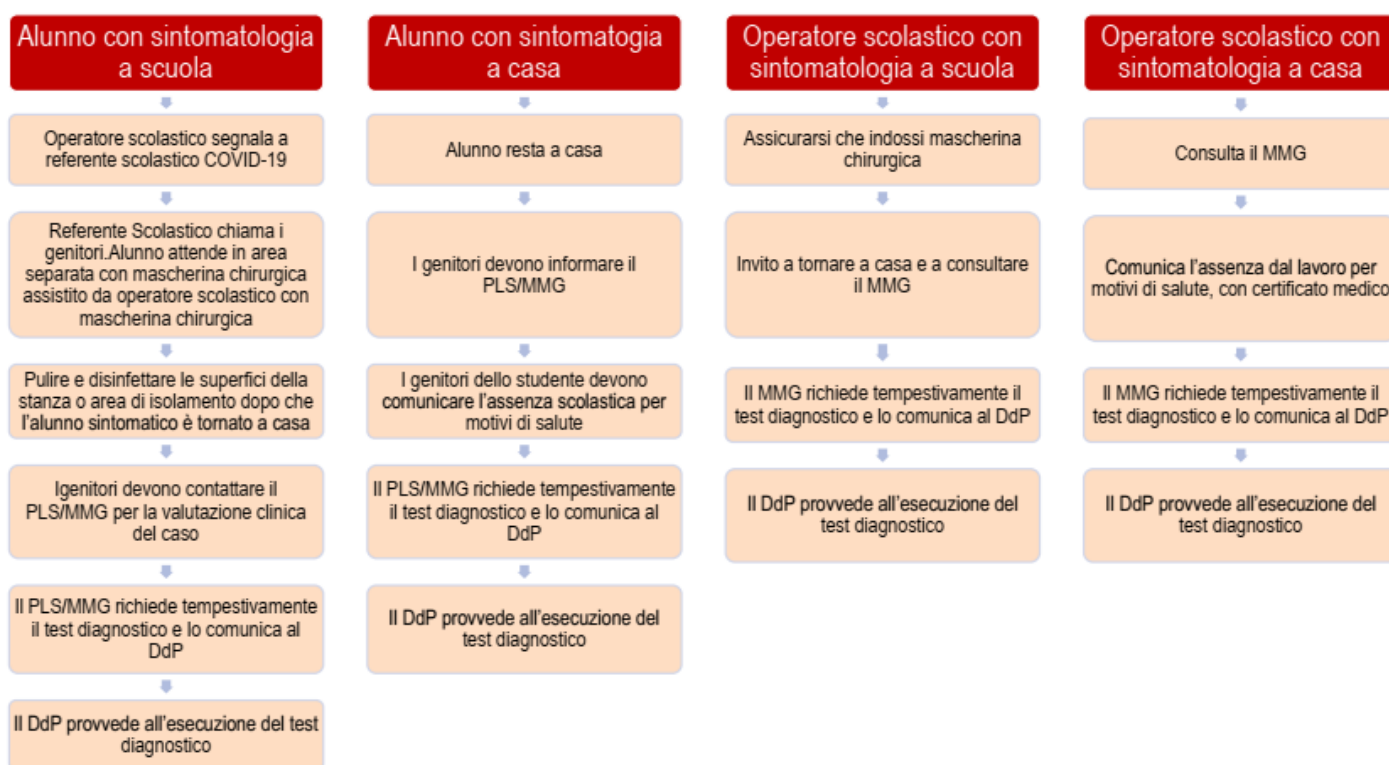 Alunno con sintomatologia
a scuola
Operatore scolastico segnala a
referente scolastico COVID-19
Referente Scolastico chiama i
genitori.Alunno attende in area
separata con mascherina chirurgica
assistito da operatore scolastico con
mascherina chirurgica
Pulire e disinfettare le superfici della
stanza o area di isolamento dopo che
l'alunno sintomatico è tornato a casa
Igenitori devono contattare il
PLS/MMG per la valutazione clinica
del caso
Il PLS/MMG richiede tempestivamente
il test diagnostico e lo comunica al
DdP
Il DdP provvede all'esecuzione del test
diagnostico
Alunno con sintomatogia
a casa
Alunno resta a casa
I genitori devono informare il
PLS/MMG
I genitori dello studente devono
comunicare l'assenza scolastica per
motivi di salute
Il PLS/MMG richiede tempestivamente
il test diagnostico e lo comunica al
DdP
Il DdP provvede all'esecuzione del
test diagnostico
Operatore scolastico con
sintomatologia a scuola
Assicurarsi che indossi mascherina
chirurgica
Invito a tornare a casa e a consultare
il MMG
Il MMG richiede tempestivamente il
test diagnostico e lo comunica al DdP
Il DdP provvede all'esecuzione del
test diagnostico
Operatore scolastico con
sintomatologia a casa
Consulta il MMG
Comunica l'assenza dal lavoro per
motivi di salute, con certificato medico
Il MMG richiede tempestivamente il
test diagnostico e lo comunica al DdP
Il DdP provvede all'esecuzione del
test diagnostico